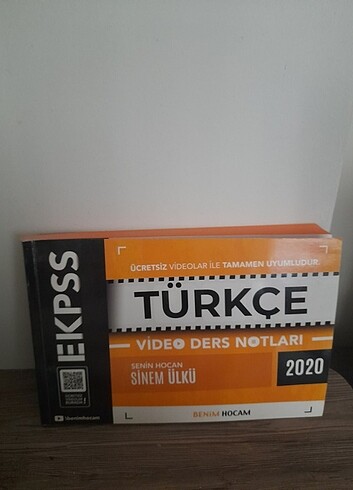 EKPSS
ÜCRETSİZ VİDEOLAR İLE TAMAMEN UYUMLUDUR.
TÜRKÇE
VİDEO DERS NOTLARI
SENİN HOCAN
SİNEM ÜLKÜ
2020
BENİM HOCAM
/benimhocam